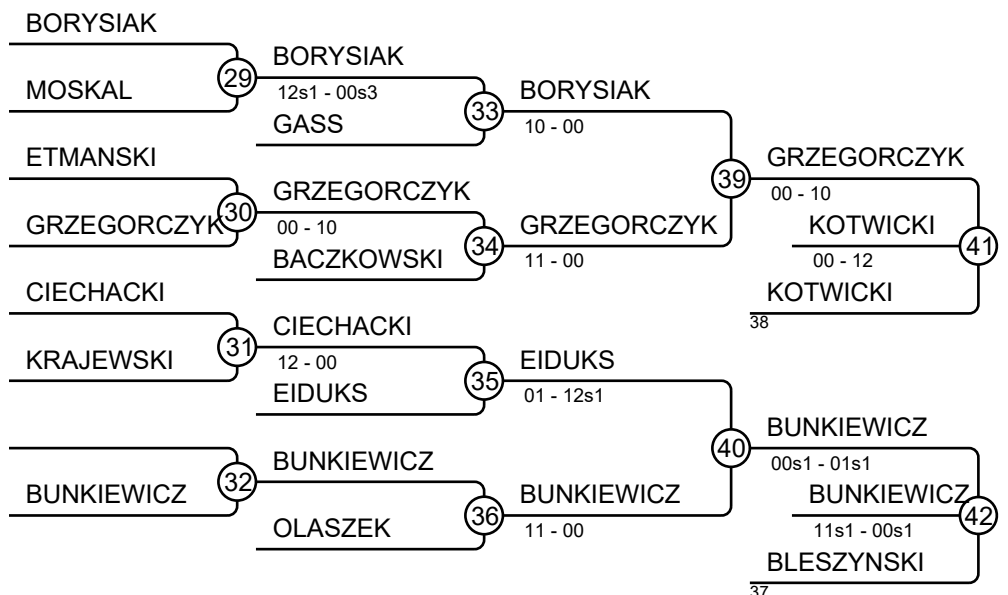 BORYSIAK
MOSKAL
29
BORYSIAK
12s1 - 00s3
GASS
33
BORYSIAK
10 - 00
ETMANSKI
GRZEGORCZYK
30
GRZEGORCZYK
00 - 10
BACZKOWSKI
34
GRZEGORCZYK
11 - 00
39
GRZEGORCZYK
00 - 10
KOTWICKI
00 - 12
KOTWICKI
38
41
CIECHACKI
KRAJEWSKI
31
CIECHACKI
12 - 00
EIDUKS
35
EIDUKS
01 - 12s1
BUNKIEWICZ
32
BUNKIEWICZ
OLASZEK
36
BUNKIEWICZ
11 - 00
40
BUNKIEWICZ
00s1 - 01s1
BUNKIEWICZ
11s1 - 00s1
BLESZYNSKI
37
42